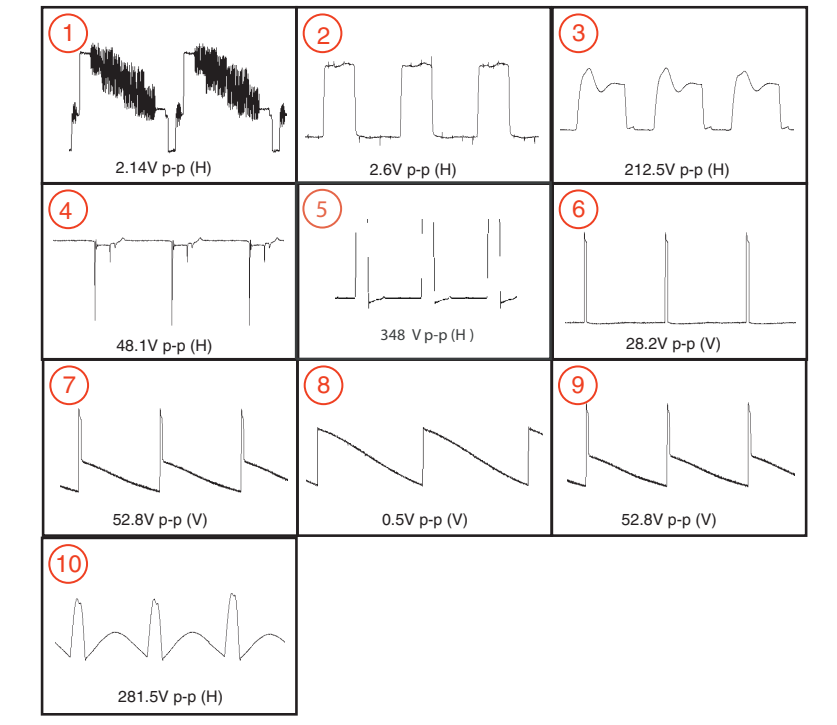 1
2
3
2.14V p-p (H)
2.6V p-p (H)
212.5V p-p (H)
4
5
6
48.1V p-p (H)
348 V p-p (H )
28.2V p-p (V)
7
8
9
52.8V p-p (V)
0.5V p-p (V)
52.8V p-p (V)
10
281.5V p-p (H)